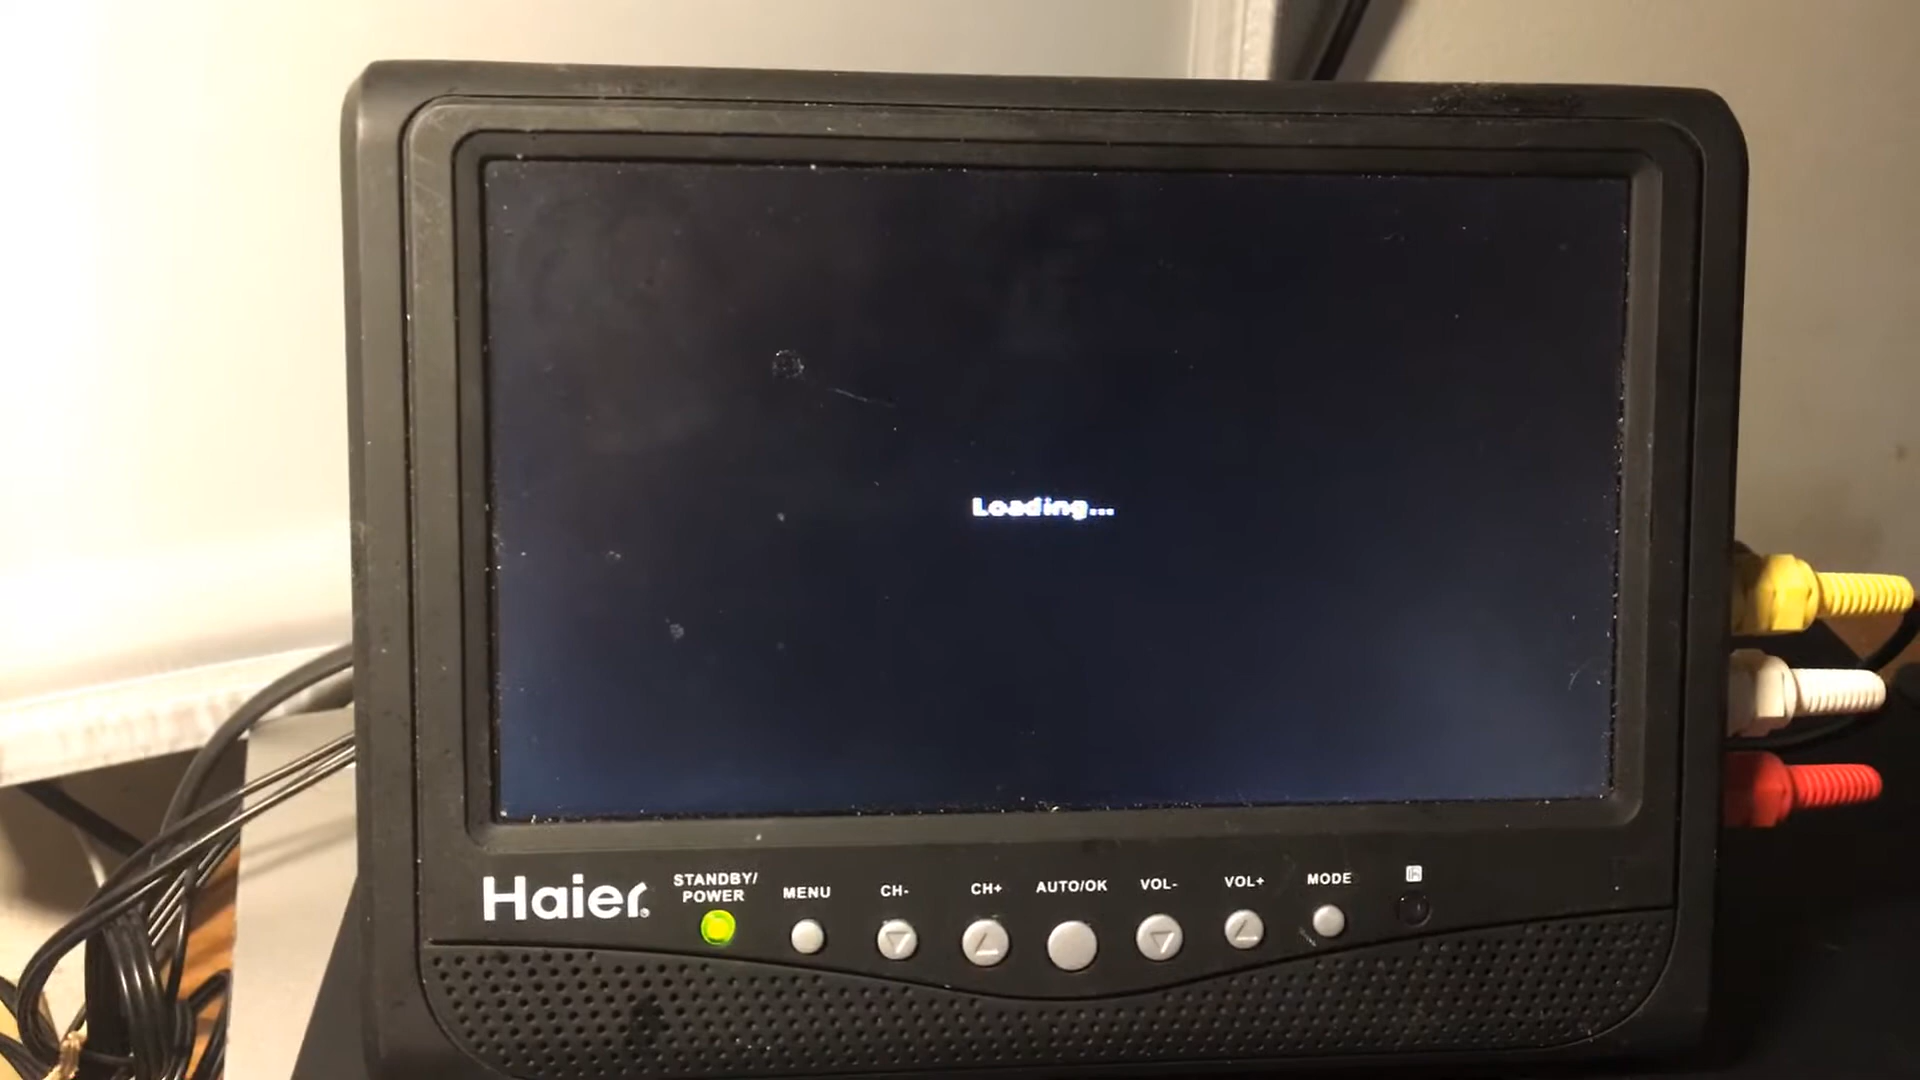 Loading...
Haier
STANDBY/
POWER
MENU
CH-
CH+
AUTO/OK
VOL-
VOL+
MODE